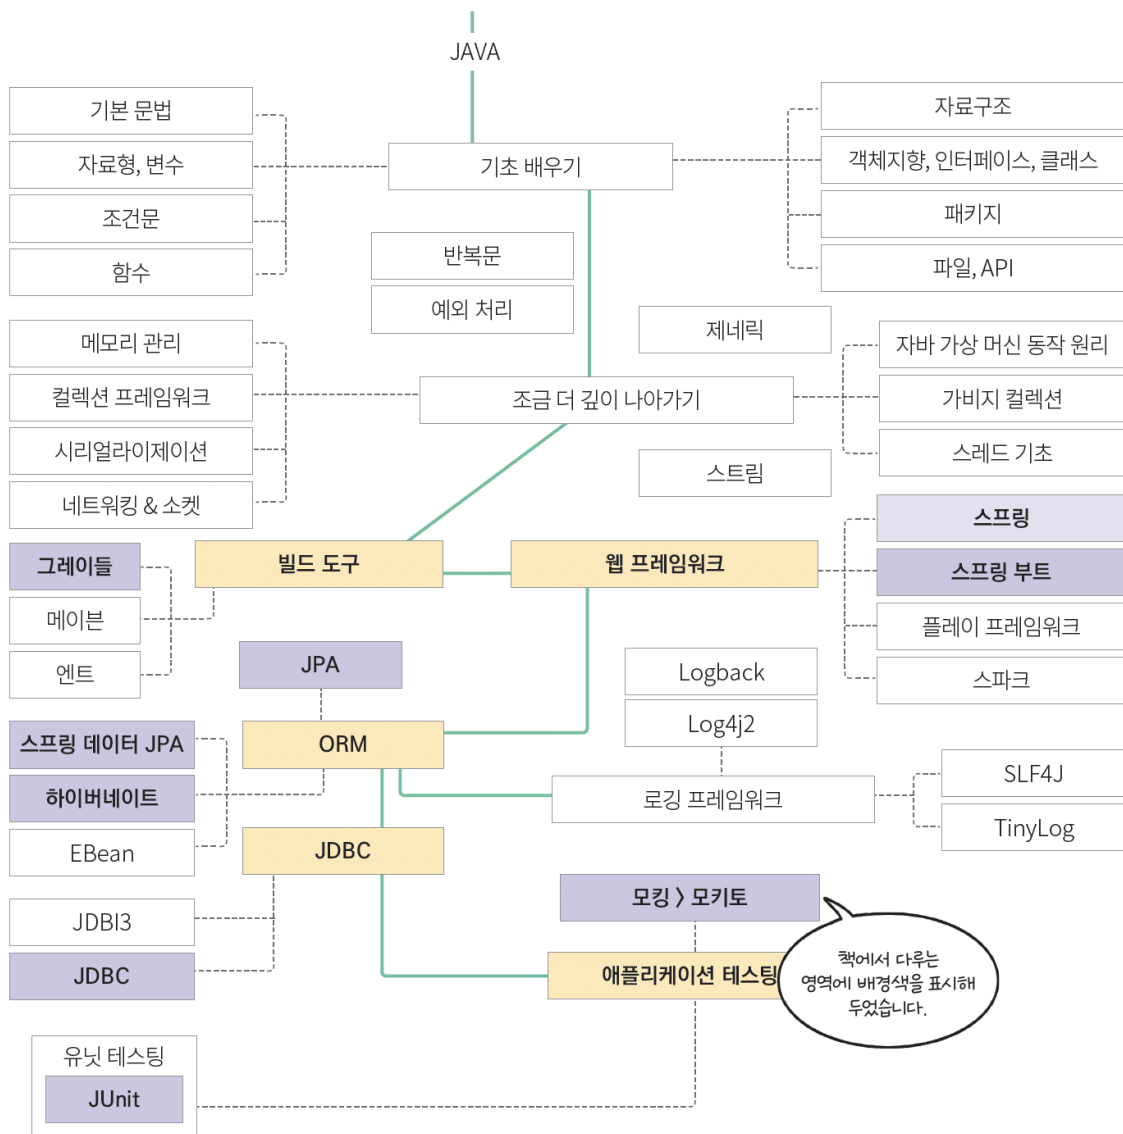 JAVA
기본 문법
자료형, 변수
조건문
함수
기초 배우기
자료구조
객체지향, 인터페이스, 클래스
패키지
파일, API
반복문
예외 처리
메모리 관리
컬렉션 프레임워크
시리얼라이제이션
네트워킹 & 소켓
조금 더 깊이 나아가기
제네릭
스트림
자바 가상 머신 동작 원리
가비지 컬렉션
스레드 기초
그레이들
메이븐
엔트
빌드 도구
웹 프레임워크
스프링
스프링 부트
플레이 프레임워크
스파크
JPA
ORM
스프링 데이터 JPA
하이버네이트
EBean
Logback
Log4j2
로깅 프레임워크
SLF4J
TinyLog
JDBC
JDBI3
JDBC
모킹 > 모키토
애플리케이션 테스팅
책에서 다루는
영역에 배경색을 표시해
두었습니다.
유닛 테스팅
JUnit